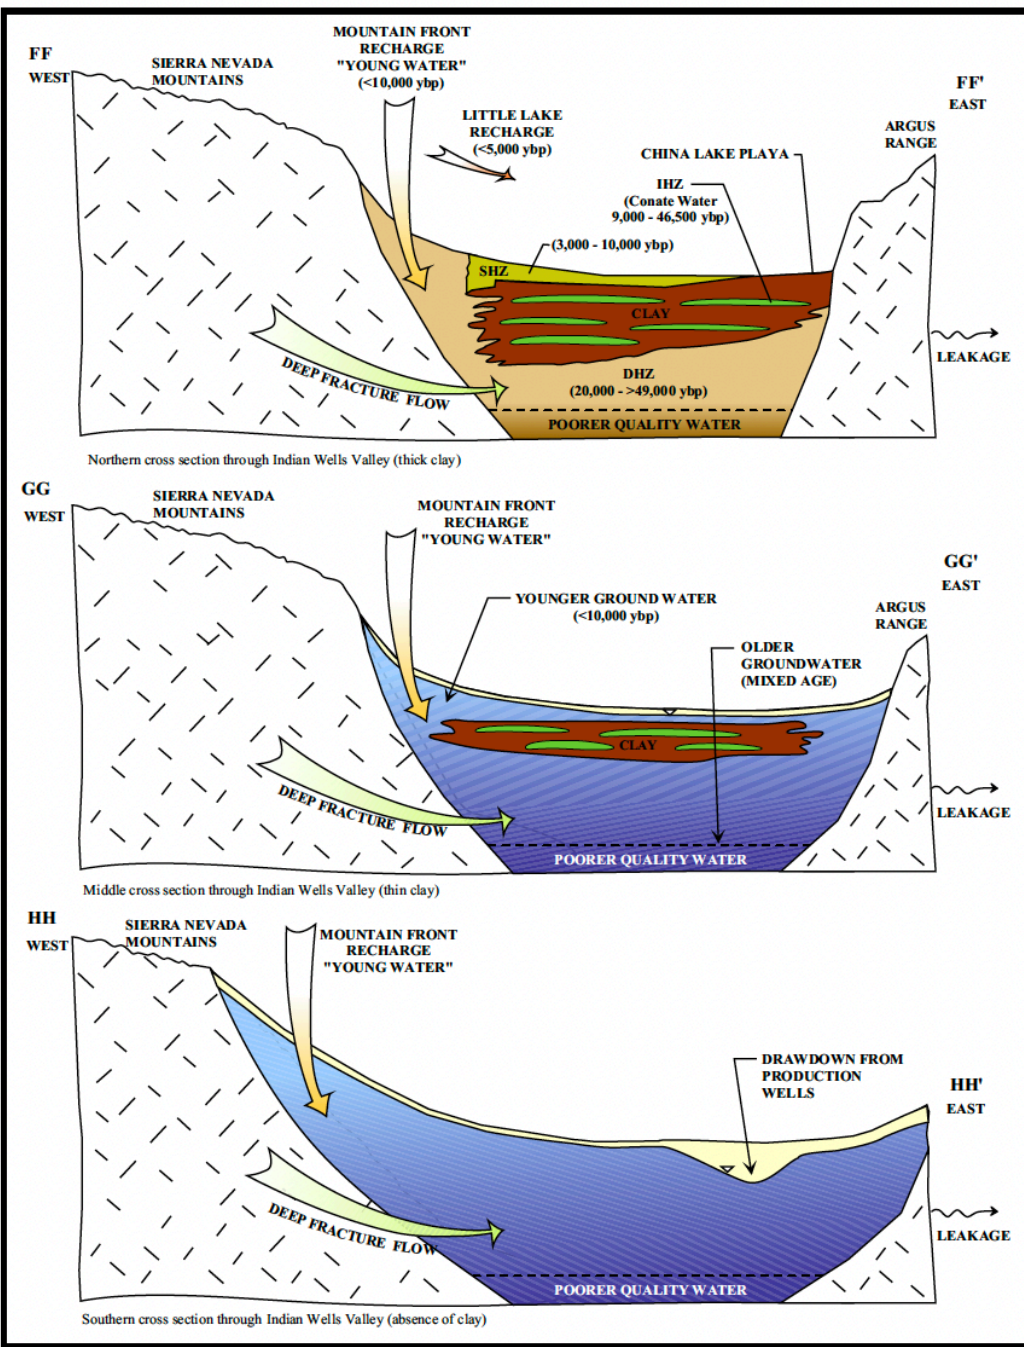 FF
WEST
SIERRA NEVADA
MOUNTAINS
MOUNTAIN FRONT
RECHARGE
"YOUNG WATER"
(<10,000 ybp)
LITTLE LAKE
RECHARGE
(<5,000 ybp)
FF'
EAST
ARGUS
RANGE
CHINA LAKE PLAYA
IHZ
(Conate Water
9,000 - 46,500 ybp)
(3,000 - 10,000 ybp)
SHZ
CLAY
LEAKAGE
DEEP FRACTURE FLOW
DHZ
(20,000 - >49,000 ybp)
POORER QUALITY WATER
Northern cross section through Indian Wells Valley (thick clay)
GG
WEST
SIERRA NEVADA
MOUNTAINS
MOUNTAIN FRONT
RECHARGE
"YOUNG WATER"
GG'
EAST
YOUNGER GROUND WATER
(<10,000 ybp)
ARGUS
RANGE
OLDER
GROUNDWATER
(MIXED AGE)
CLAY
DEEP FRACTURE FLOW
LEAKAGE
POORER QUALITY WATER
Middle cross section through Indian Wells Valley (thin clay)
HH
WEST
SIERRA NEVADA
MOUNTAINS
MOUNTAIN FRONT
RECHARGE
"YOUNG WATER"
DRAWDOWN FROM
PRODUCTION
WELLS
HH'
EAST
DEEP FRACTURE FLOW
LEAKAGE
POORER QUALITY WATER
Southern cross section through Indian Wells Valley (absence of clay)